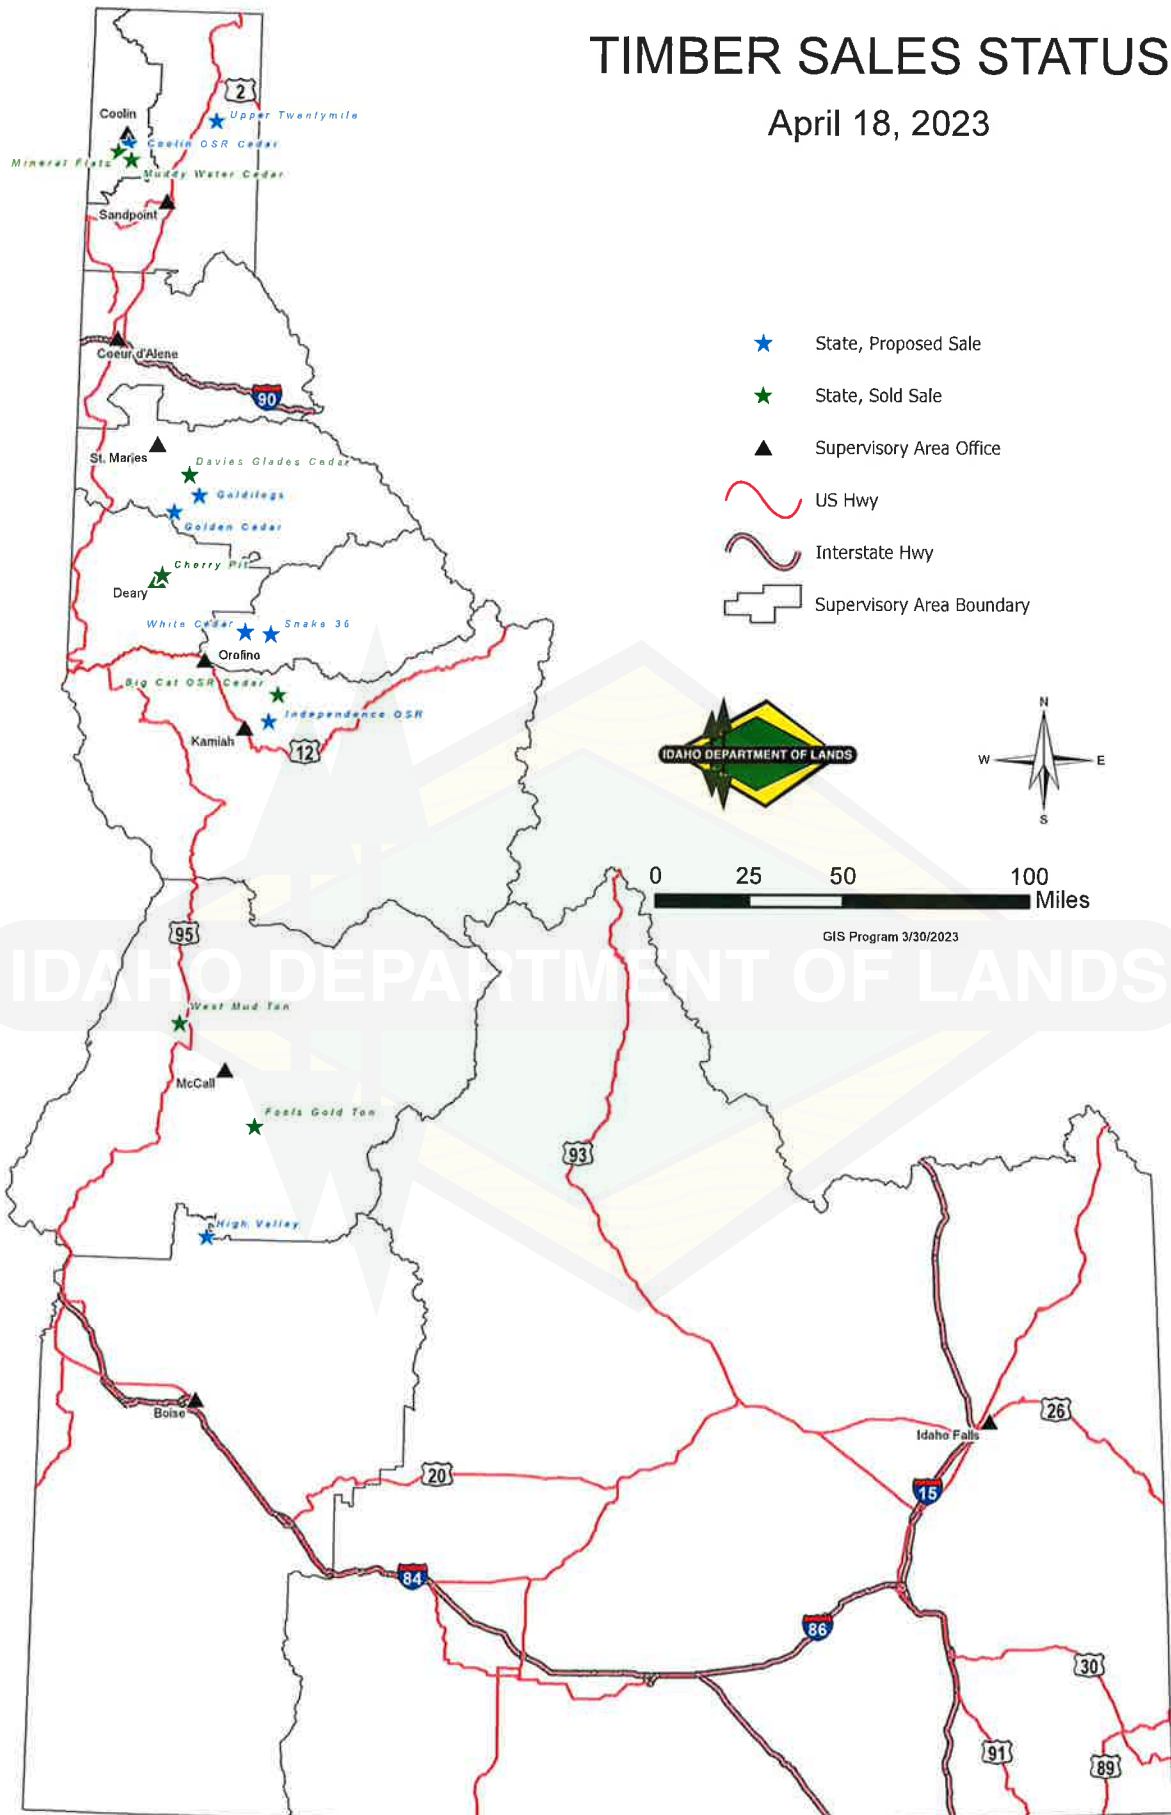 TIMBER SALES STATUS
April 18, 2023
2
Coolin
Upper Twentymile
Coolin OSR Cedar
Mineral Flats
Muddy Water Cedar
Sandpoint
State, Proposed Sale
Coeur d'Alene
90
State, Sold Sale
St. Maries
Supervisory Area Office
Davies Glades Cedar
Goldilogs
US Hwy
Golden Cedar
Interstate Hwy
Cherry Pit
Deary
Supervisory Area Boundary
White Cedar
Snake 36
Orofino
Big Cat OSR Cedar
Independence OSR
Kamiah
12
IDAHO DEPARTMENT OF LANDS
N
W
E
S
0 25 50 100
Miles
GIS Program 3/30/2023
95
IDAHO DEPARTMENT OF LANDS
West Mud Ton
McCall
Fools Gold Ton
93
High Valley
Boise
26
Idaho Falls
20
15
84
86
30
91
89